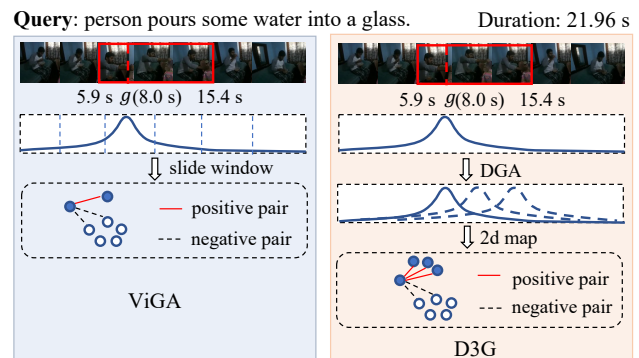 Query: person pours some water into a glass. Duration: 21.96 s
5.9 s g(8.0 s) 15.4 s
slide window
positive pair
negative pair
ViGA
5.9 s g(8.0 s) 15.4 s
DGA
2d map
positive pair
negative pair
D3G